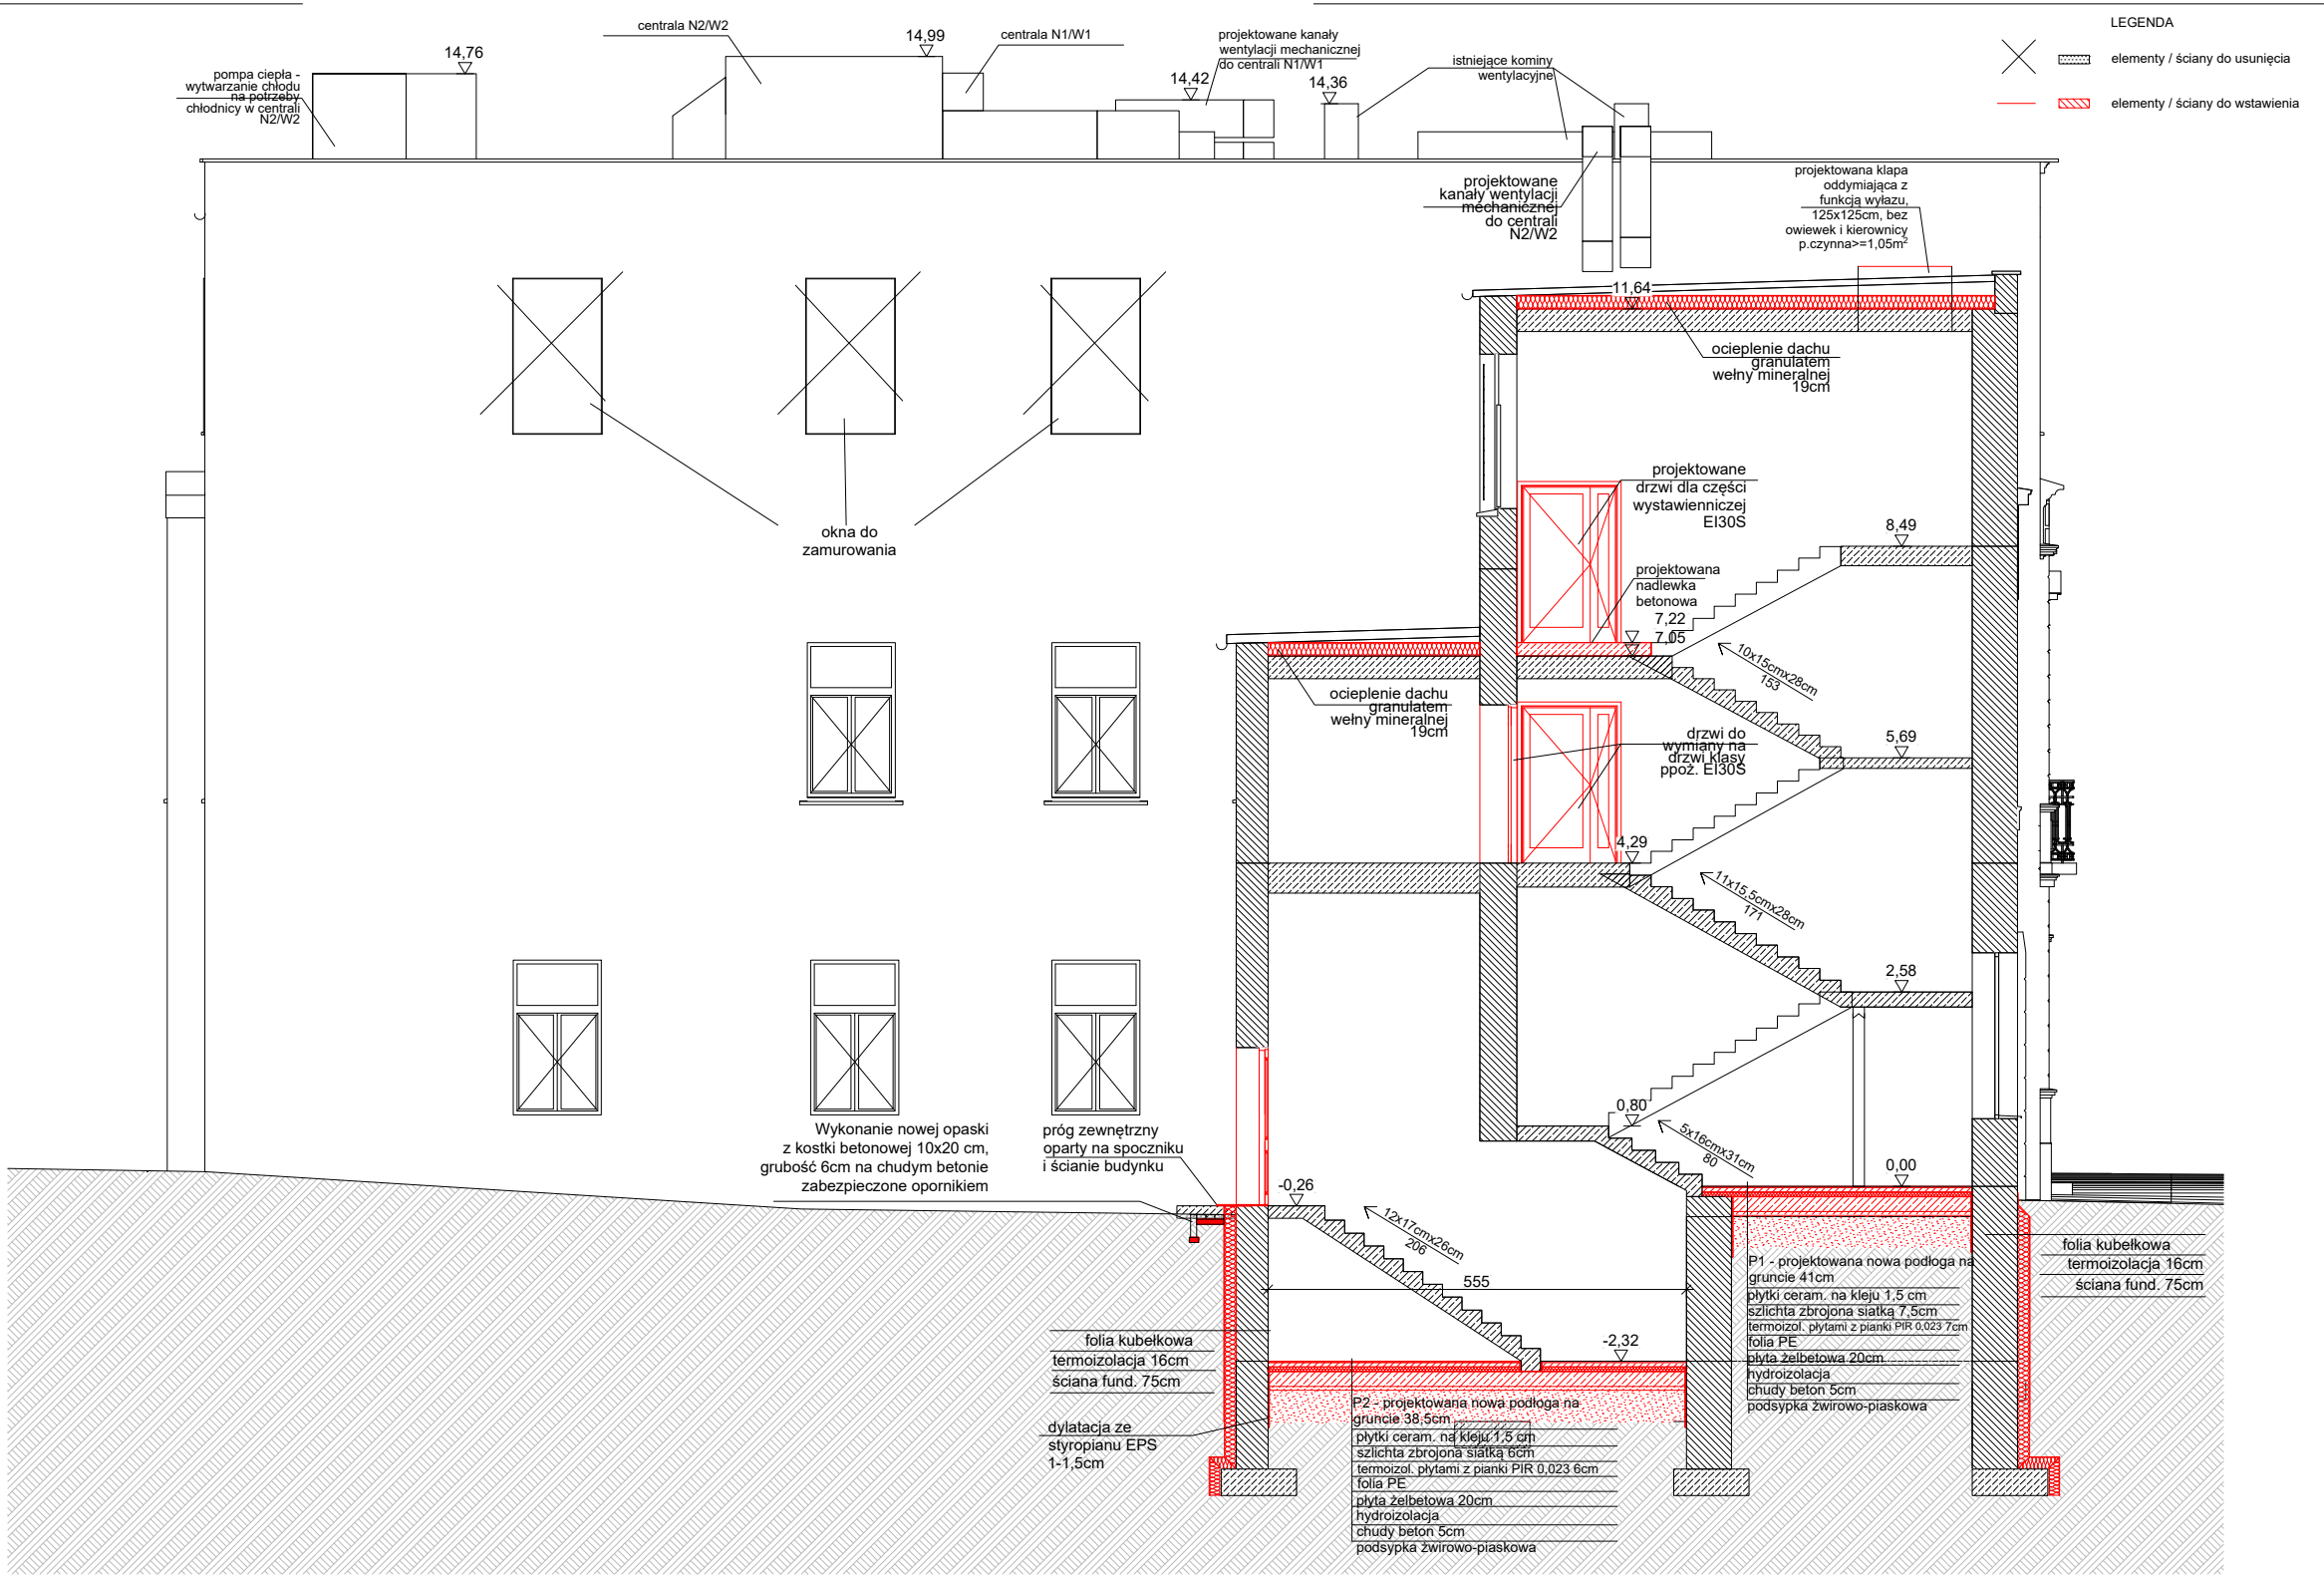 LEGENDA
elementy / ściany do usunięcia
elementy / ściany do wstawienia
centrala N2/W2
14,99
centrala N1/W1
14,76
pompa ciepła -
wytwarzanie chłodu
na potrzeby
chłodnicy w centrali
N2/W2
projektowane kanały
wentylacji mechanicznej
do centrali N1/W1
14,42
14,36
istniejące kominy
wentylacyjne
projektowane
kanały wentylacji
mechanicznej
do centrali
N2/W2
projektowana klapa
oddymiająca z
funkcją wyłazu,
125x125cm, bez
owiewek i kierownicy
p.czynna>=1,05m²
11,64
ocieplenie dachu
granulatem
wełny mineralnej
19cm
okna do
zamurowania
projektowane
drzwi dla części
wystawienniczej
EI30S
8,49
projektowana
nadlewka
betonowa
7,22
7,05
10x15cmx28cm
153
ocieplenie dachu
granulatem
wełny mineralnej
19cm
drzwi do
wymiany na
drzwi klasy
ppoż. EI30S
5,69
4,29
11x15,5cmx28cm
171
2,58
0,80
5x16cmx31cm
80
0,00
Wykonanie nowej opaski
z kostki betonowej 10x20 cm,
grubość 6cm na chudym betonie
zabezpieczone opornikiem
próg zewnętrzny
oparty na spoczniku
i ścianie budynku
-0,26
12x17cmx26cm
206
555
-2,32
folia kubełkowa
termoizolacja 16cm
ściana fund. 75cm
P1 - projektowana nowa podłoga na
gruncie 41cm
płytki ceram. na kleju 1,5 cm
szlichta zbrojona siatką 7,5cm
termoizol. płytami z pianki PIR 0,023 7cm
folia PE
płyta żelbetowa 20cm
hydroizolacja
chudy beton 5cm
podsypka żwirowo-piaskowa
folia kubełkowa
termoizolacja 16cm
ściana fund. 75cm
dylatacja ze
styropianu EPS
1-1,5cm
P2 - projektowana nowa podłoga na
gruncie 38,5cm
płytki ceram. na kleju 1,5 cm
szlichta zbrojona siatką 6cm
termoizol. płytami z pianki PIR 0,023 6cm
folia PE
płyta żelbetowa 20cm
hydroizolacja
chudy beton 5cm
podsypka żwirowo-piaskowa